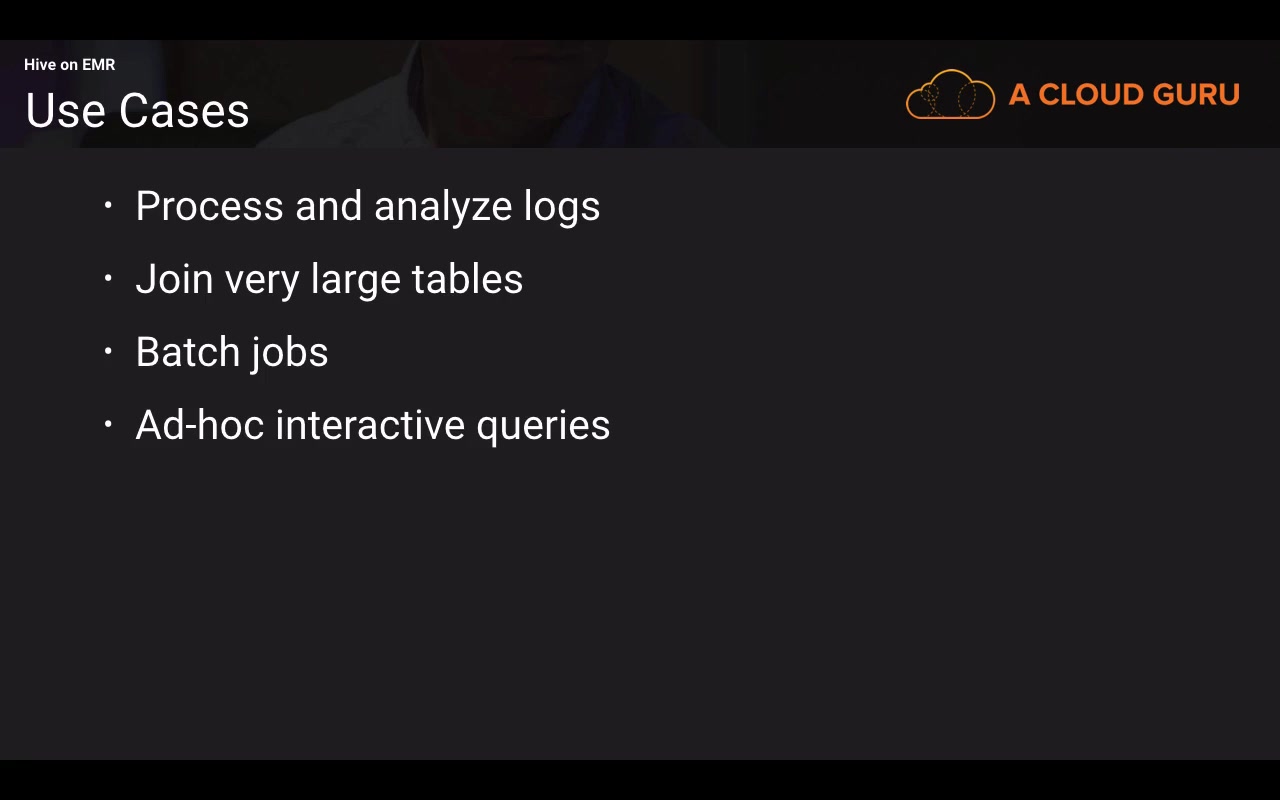 Hive on EMR
Use Cases
A CLOUD GURU
• Process and analyze logs
• Join very large tables
• Batch jobs
• Ad-hoc interactive queries